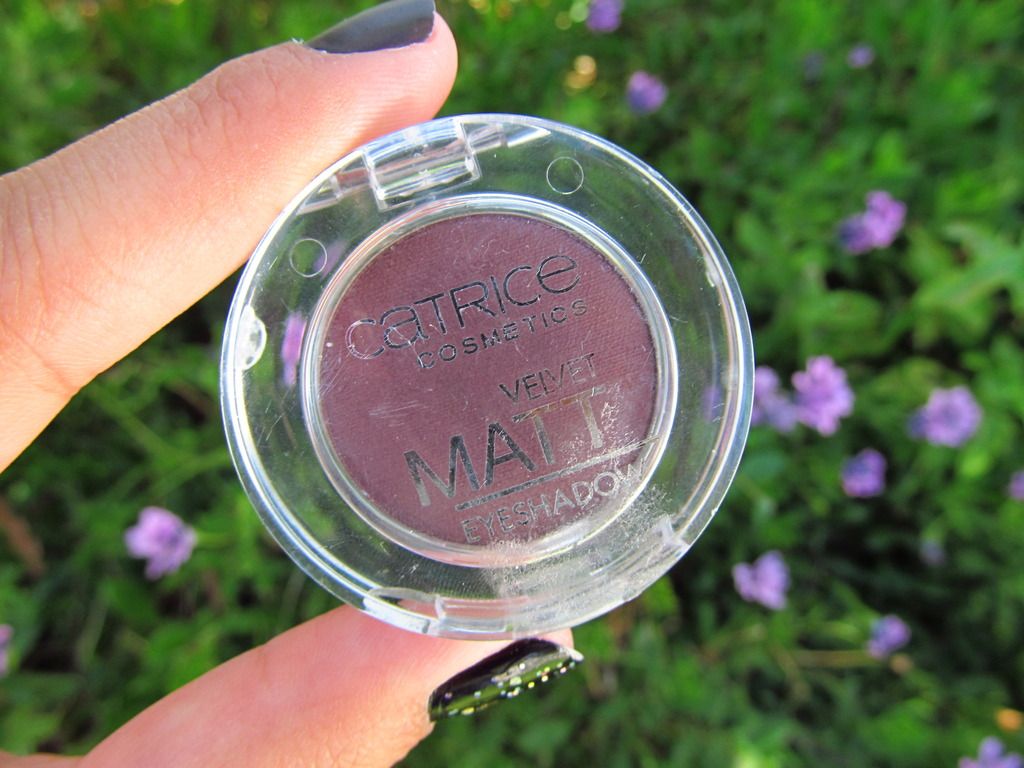 CATRICE
COSMETICS
VELVET
MATT
EYESHADOW